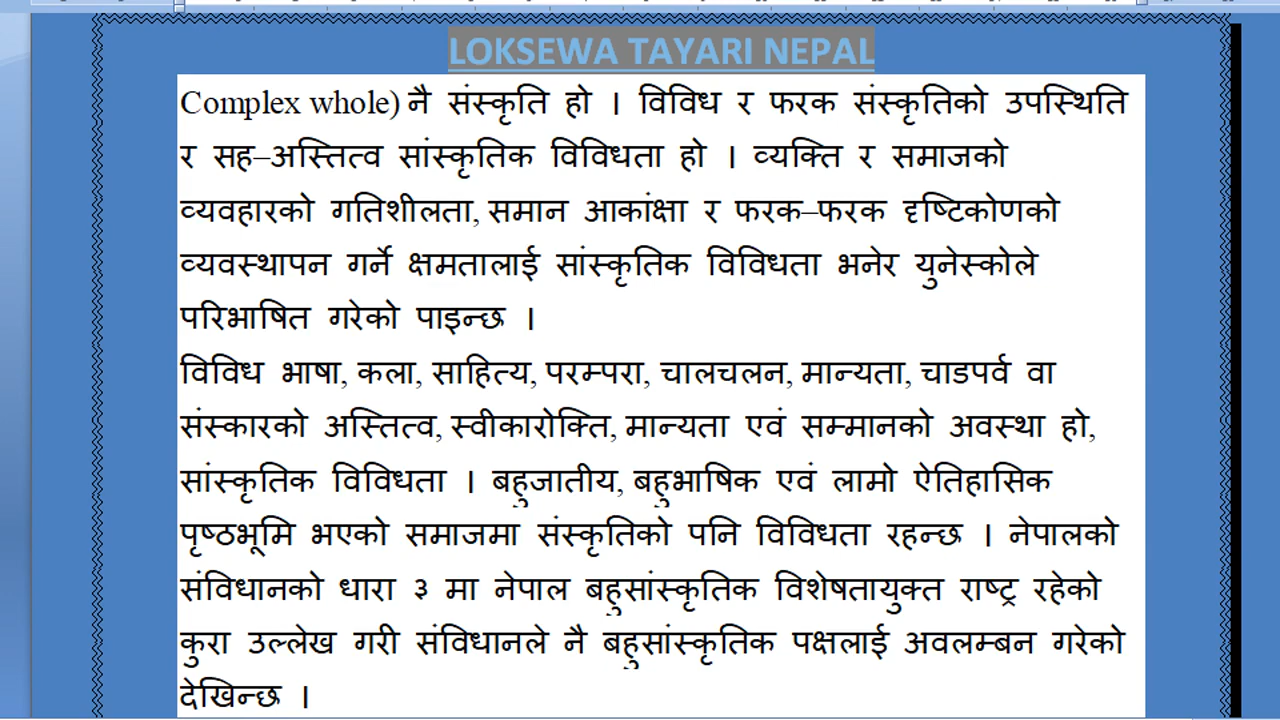 LOKSEWA TAYARI NEPAL
Complex whole) नै संस्कृति हो । विविध र फरक संस्कृतिको उपस्थिति
र सह–अस्तित्व सांस्कृतिक विविधता हो । व्यक्ति र समाजको
व्यवहारको गतिशीलता, समान आकांक्षा र फरक–फरक दृष्टिकोणको
व्यवस्थापन गर्ने क्षमतालाई सांस्कृतिक विविधता भनेर युनेस्कोले
परिभाषित गरेको पाइन्छ ।
विविध भाषा, कला, साहित्य, परम्परा, चालचलन, मान्यता, चाडपर्व वा
संस्कारको अस्तित्व, स्वीकारोक्ति, मान्यता एवं सम्मानको अवस्था हो,
सांस्कृतिक विविधता । बहुजातीय, बहुभाषिक एवं लामो ऐतिहासिक
पृष्ठभूमि भएको समाजमा संस्कृतिको पनि विविधता रहन्छ । नेपालको
संविधानको धारा ३ मा नेपाल बहुसांस्कृतिक विशेषतायुक्त राष्ट्र रहेको
कुरा उल्लेख गरी संविधानले नै बहुसांस्कृतिक पक्षलाई अवलम्बन गरेको
देखिन्छ ।